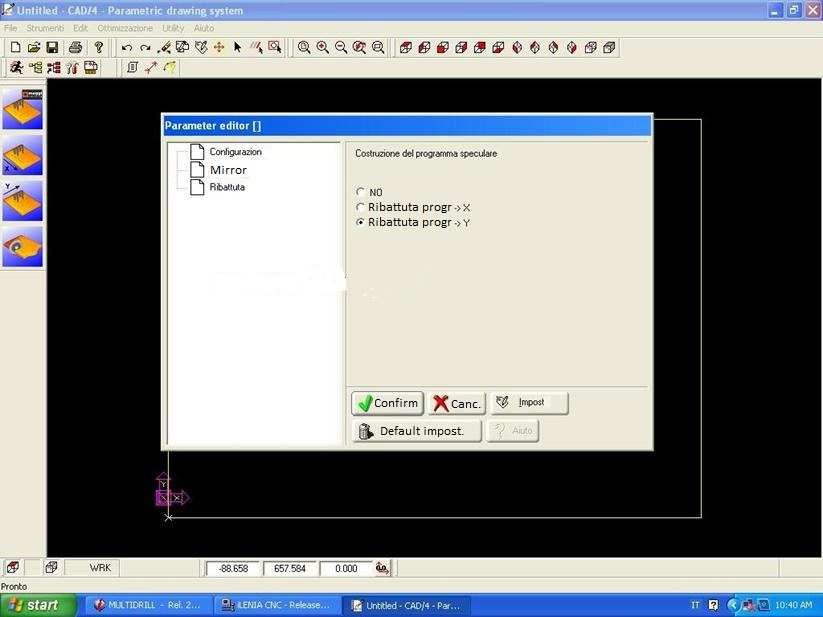 Untitled - CAD/4 - Parametric drawing system
File Strumenti Edit Ottimizzazione Utility Aiuto
Parameter editor []
Configurazion
Mirror
Ribattuta
Costruzione del programma speculare
NO
Ribattuta progr -> X
Ribattuta progr -> Y
Confirm Canc. Impost
Default impost. Aiuto
X
Y
Y
X
WRK -88.658 657.584 0.000
Pronto
start MULTIDRILL - Rel. 2... iLENIA CNC - Release... Untitled - CAD/4 - Par... IT 10:40 AM